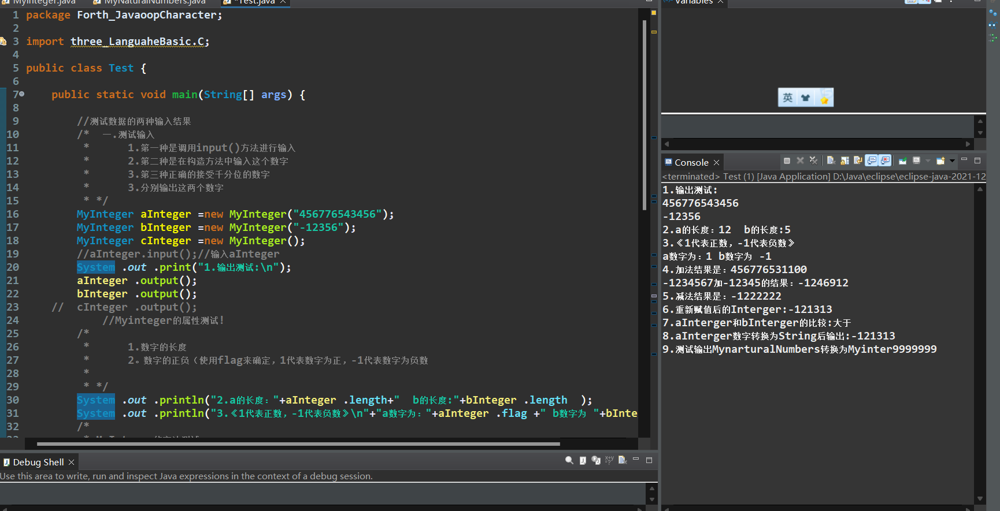 MyInteger.java MyNaturalNumbers.java *Test.java
1 package Forth_JavaoopCharacter;
2
3 import three_LanguaheBasic.C;
4
5 public class Test {
6
7 public static void main(String[] args) {
8
9 //测试数据的两种输入结果
10 /* 一.测试输入
11 * 1.第一种是调用input()方法进行输入
12 * 2.第二种是在构造方法中输入这个数字
13 * 3.第三种正确的接受千分位的数字
14 * 3.分别输出这两个数字
15 * */
16 MyInteger aInteger =new MyInteger("456776543456");
17 MyInteger bInteger =new MyInteger("-12356");
18 MyInteger cInteger =new MyInteger();
19 //aInteger.input();//输入aInteger
20 System .out .print("1.输出测试:\n");
21 aInteger .output();
22 bInteger .output();
23 // cInteger .output();
24 //Myinteger的属性测试!
25 /*
26 * 1.数字的长度
27 * 2。数字的正负（使用flag来确定，1代表数字为正，-1代表数字为负数
28 *
29 * */
30 System .out .println("2.a的长度："+aInteger .length+" b的长度:"+bInteger .length );
31 System .out .println("3.《1代表正数，-1代表负数》\n"+"a数字为："+aInteger .flag +" b数字为 "+bInte
32 /*
Debug Shell
Use this area to write, run and inspect Java expressions in the context of a debug session.
Variables
英
Console
<terminated> Test (1) [Java Application] D:\Java\eclipse\eclipse-java-2021-12
1.输出测试:
456776543456
-12356
2.a的长度：12 b的长度:5
3.《1代表正数，-1代表负数》
a数字为：1 b数字为 -1
4.加法结果是：456776531100
-1234567加-12345的结果：-1246912
5.减法结果是：-1222222
6.重新赋值后的Interger:-121313
7.aInterger和bInterger的比较:大于
8.aInterger数字转换为String后输出:-121313
9.测试输出MynarturalNumbers转换为Myinter9999999